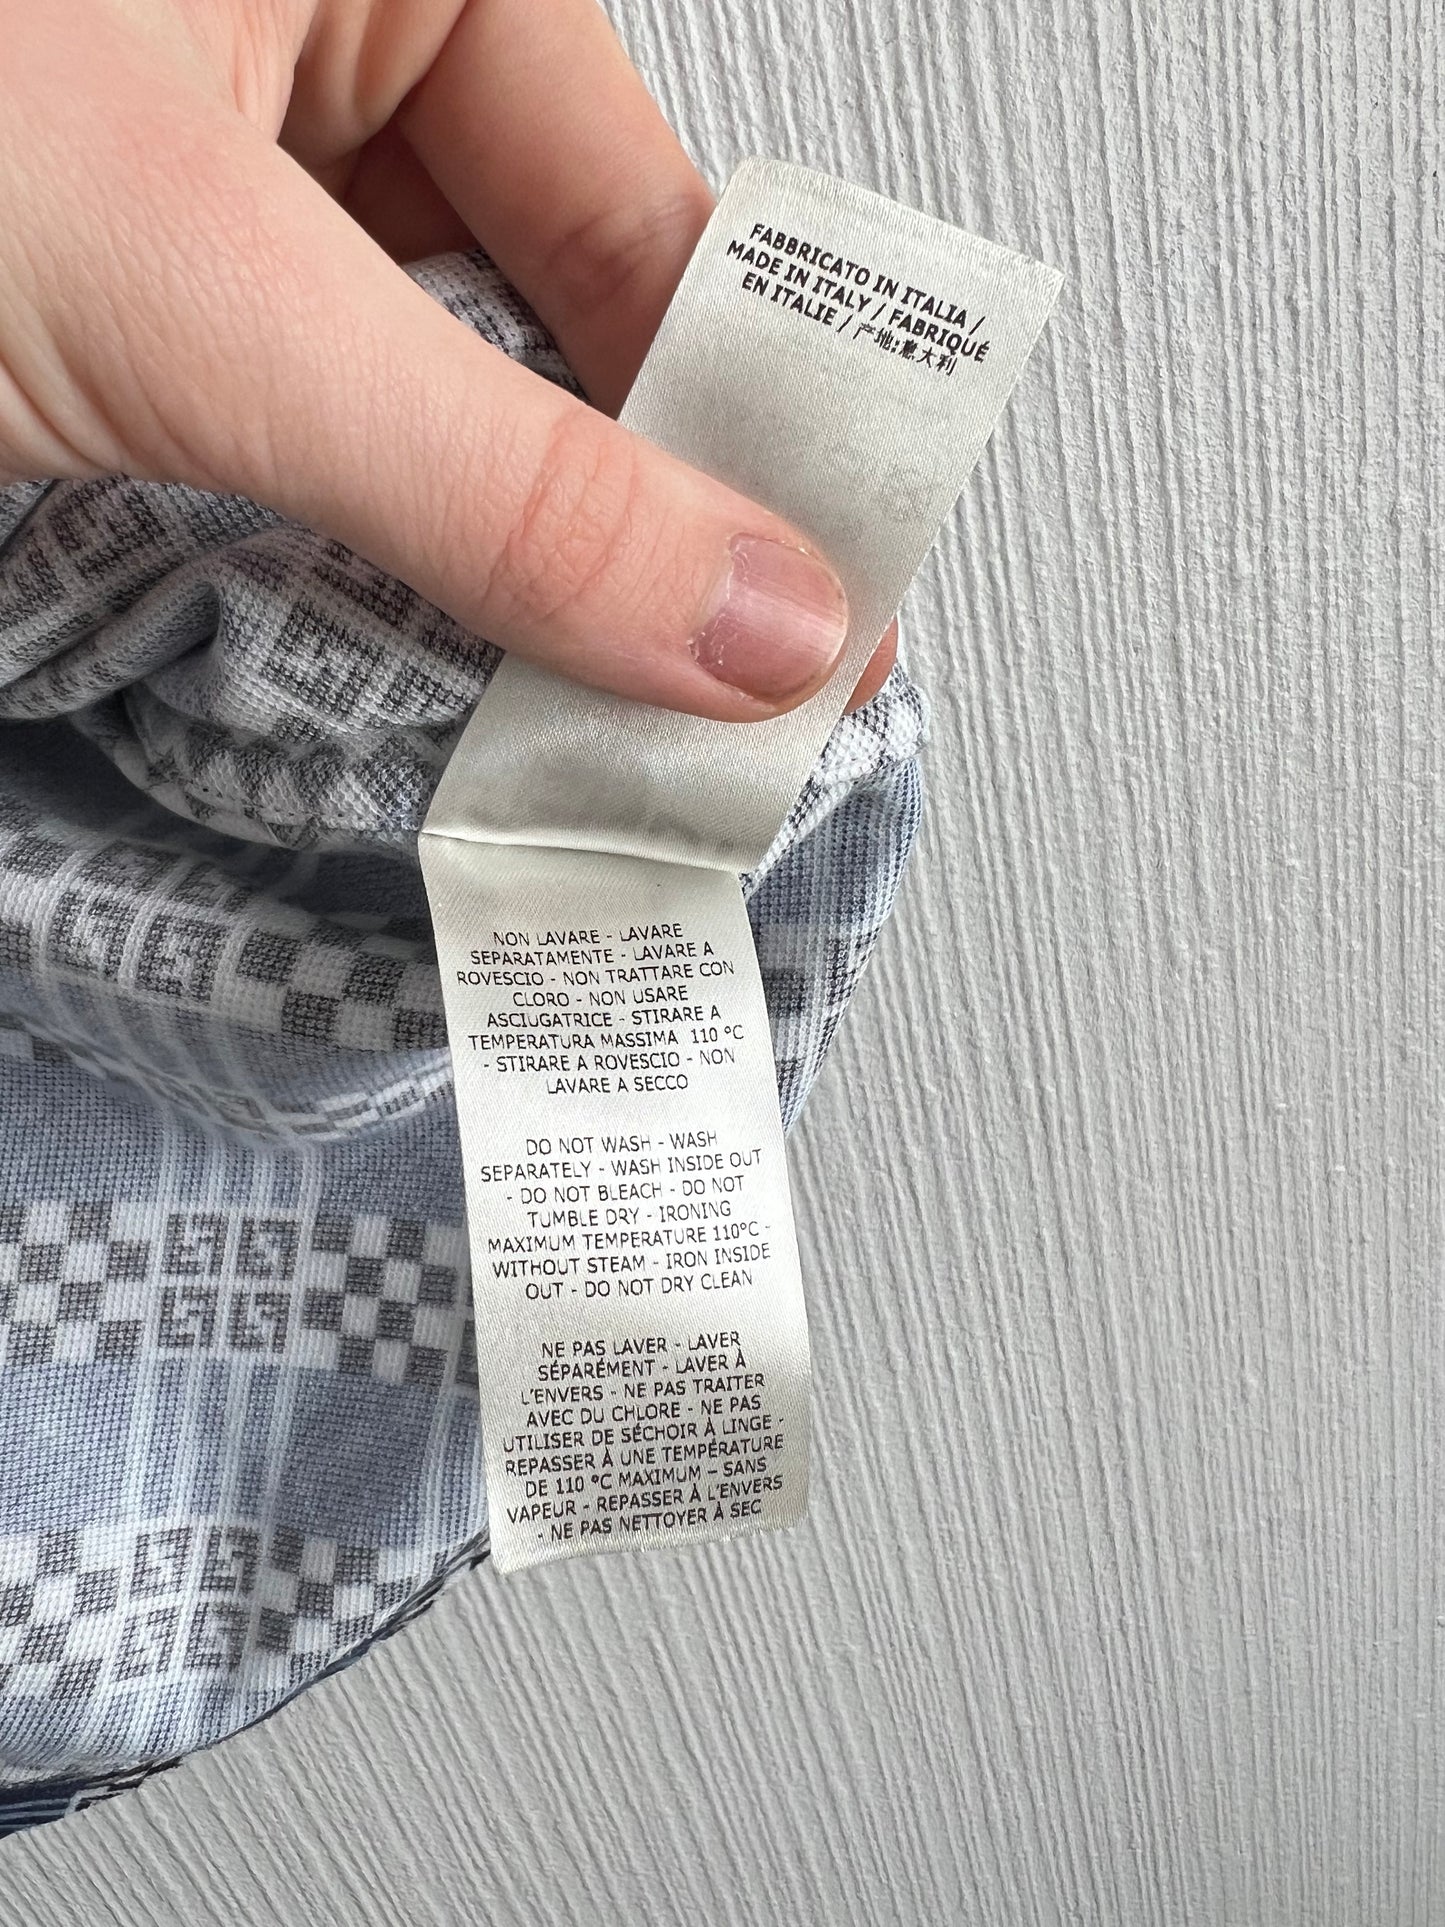 FABBRICATO IN ITALIA /
MADE IN ITALY / FABRIQUÉ
EN ITALIE / 产地:意大利
NON LAVARE - LAVARE
SEPARATAMENTE - LAVARE A
ROVESCIO - NON TRATTARE CON
CLORO - NON USARE
ASCIUGATRICE - STIRARE A
TEMPERATURA MASSIMA 110 °C
- STIRARE A ROVESCIO - NON
LAVARE A SECCO
DO NOT WASH - WASH
SEPARATELY - WASH INSIDE OUT
- DO NOT BLEACH - DO NOT
TUMBLE DRY - IRONING
MAXIMUM TEMPERATURE 110°C -
WITHOUT STEAM - IRON INSIDE
OUT - DO NOT DRY CLEAN
NE PAS LAVER - LAVER
SÉPARÉMENT - LAVER À
L'ENVERS - NE PAS TRAITER
AVEC DU CHLORE - NE PAS
UTILISER DE SÉCHOIR À LINGE -
REPASSER À UNE TEMPÉRATURE
DE 110 °C MAXIMUM – SANS
VAPEUR - REPASSER À L'ENVERS
- NE PAS NETTOYER À SEC